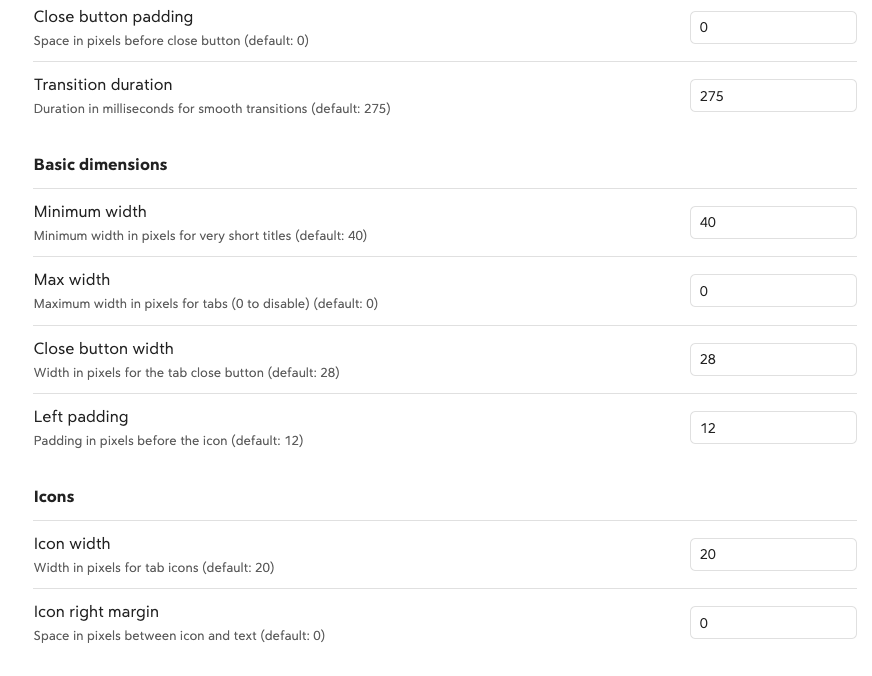 Close button padding
Space in pixels before close button (default: 0)
0
Transition duration
Duration in milliseconds for smooth transitions (default: 275)
275
Basic dimensions
Minimum width
Minimum width in pixels for very short titles (default: 40)
40
Max width
Maximum width in pixels for tabs (0 to disable) (default: 0)
0
Close button width
Width in pixels for the tab close button (default: 28)
28
Left padding
Padding in pixels before the icon (default: 12)
12
Icons
Icon width
Width in pixels for tab icons (default: 20)
20
Icon right margin
Space in pixels between icon and text (default: 0)
0